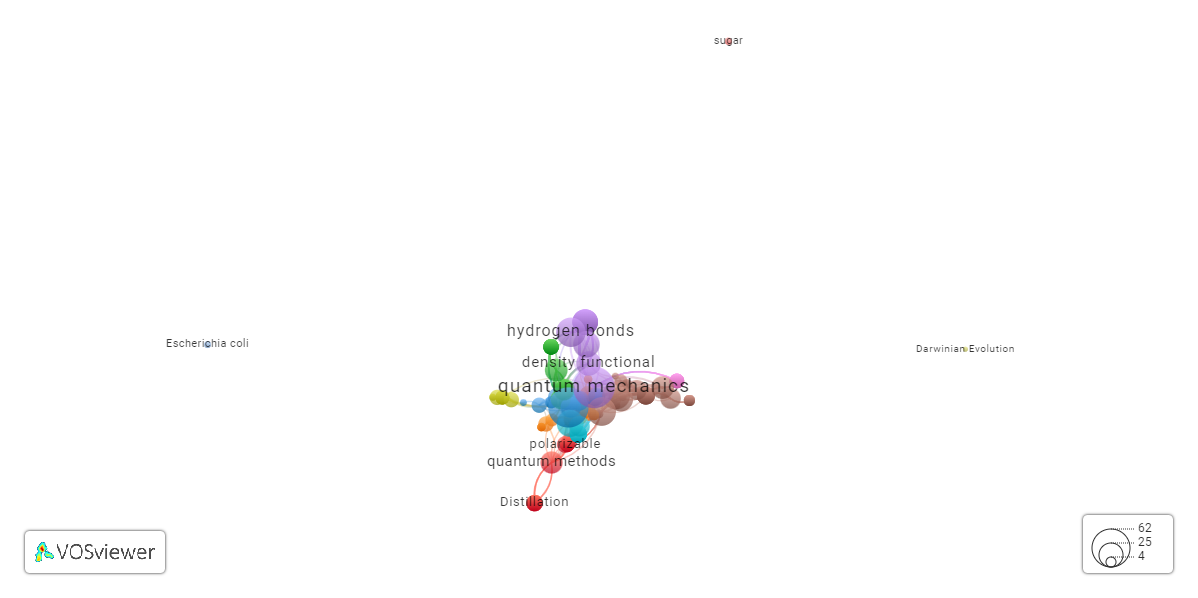 sugar
hydrogen bonds
Escherichia coli
Darwinian Evolution
density functional
quantum mechanics
polarizable
quantum methods
Distillation
VOSviewer
62
25
4